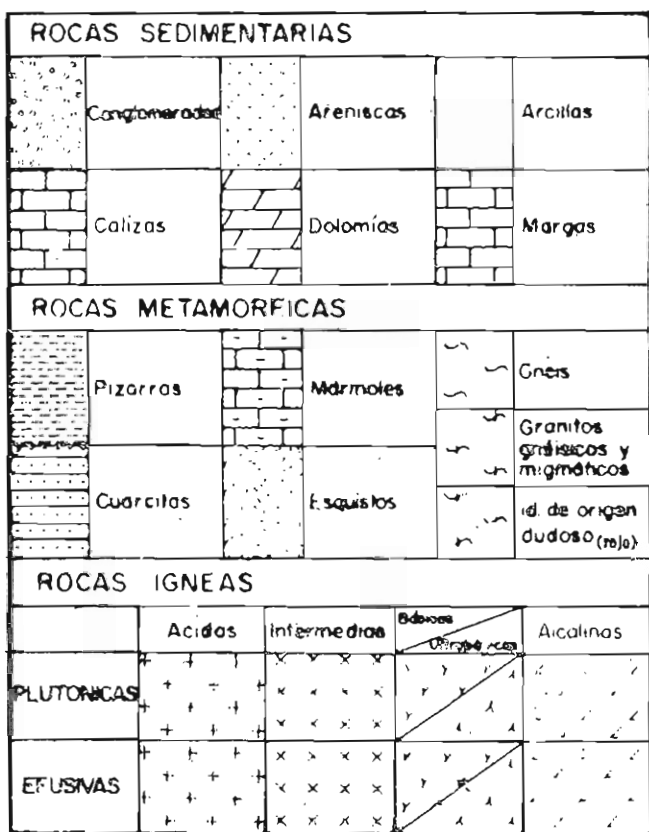 ROCAS SEDIMENTARIAS
Conglomerados
Areniscas
Arcillas
Calizas
Dolomías
Margas
ROCAS METAMORFICAS
Pizarras
Mármoles
Gneis
Granitos
gnéisicos y
migmáticos
Cuarcitas
Esquistos
id. de origen
dudoso (rojo)
ROCAS IGNEAS
Acidas
Intermedias
Básicas
Alcalinas
PLUTONICAS
EFUSIVAS